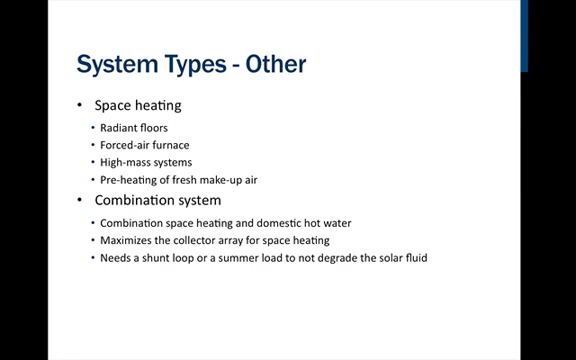 System Types - Other
• Space heating
• Radiant floors
• Forced-air furnace
• High-mass systems
• Pre-heating of fresh make-up air
• Combination system
• Combination space heating and domestic hot water
• Maximizes the collector array for space heating
• Needs a shunt loop or a summer load to not degrade the solar fluid